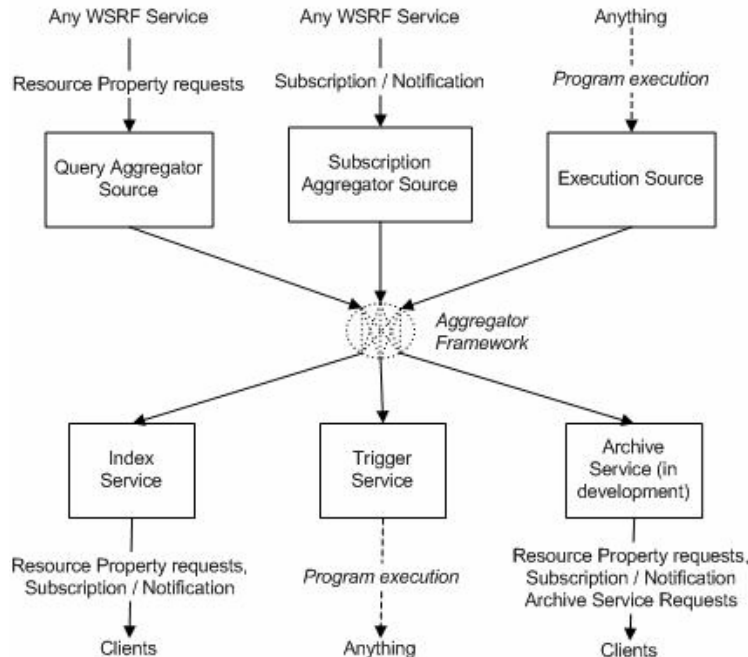 Any WSRF Service
Any WSRF Service
Anything
Resource Property requests
Subscription / Notification
Program execution
Query Aggregator
Source
Subscription
Aggregator Source
Execution Source
Aggregator
Framework
Index
Service
Trigger
Service
Archive
Service (in
development)
Resource Property requests,
Subscription / Notification
Program execution
Resource Property requests,
Subscription / Notification
Archive Service Requests
Clients
Anything
Clients